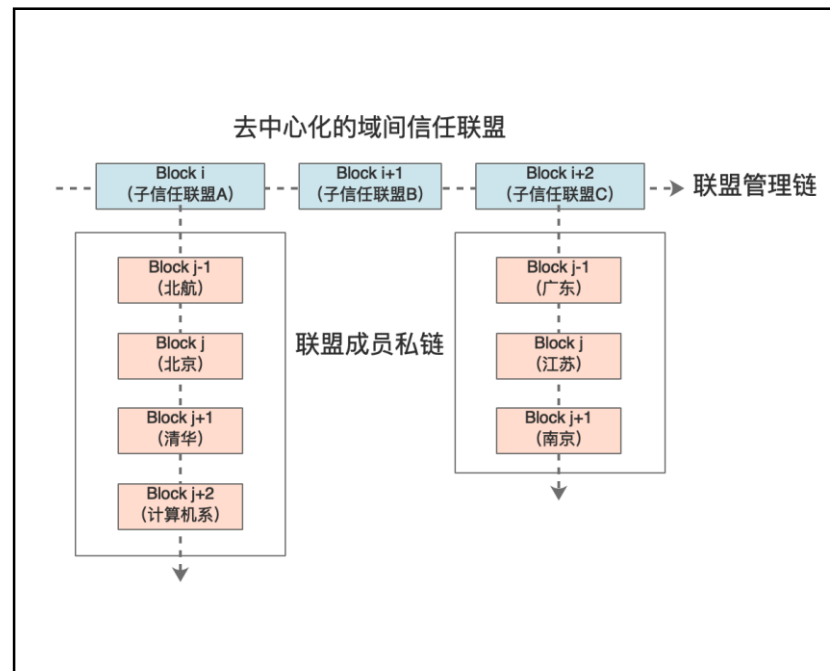 去中心化的域间信任联盟
Block i
（子信任联盟A）
Block i+1
（子信任联盟B）
Block i+2
（子信任联盟C）
联盟管理链
Block j-1
（北航）
Block j
（北京）
Block j+1
（清华）
Block j+2
（计算机系）
联盟成员私链
Block j-1
（广东）
Block j
（江苏）
Block j+1
（南京）